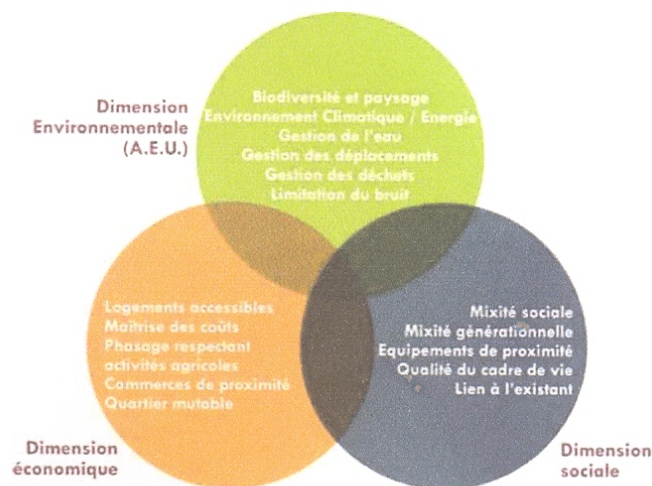 Dimension
Environnementale
(A.E.U.)
Biodiversité et paysage
Environnement Climatique / Energie
Gestion de l'eau
Gestion des déplacements
Gestion des déchets
Limitation du bruit
Logements accessibles
Maîtrise des coûts
Phasage respectant
activités agricoles
Commerces de proximité
Quartier mutable
Mixité sociale
Mixité générationnelle
Equipements de proximité
Qualité du cadre de vie
Lien à l'existant
Dimension
économique
Dimension
sociale